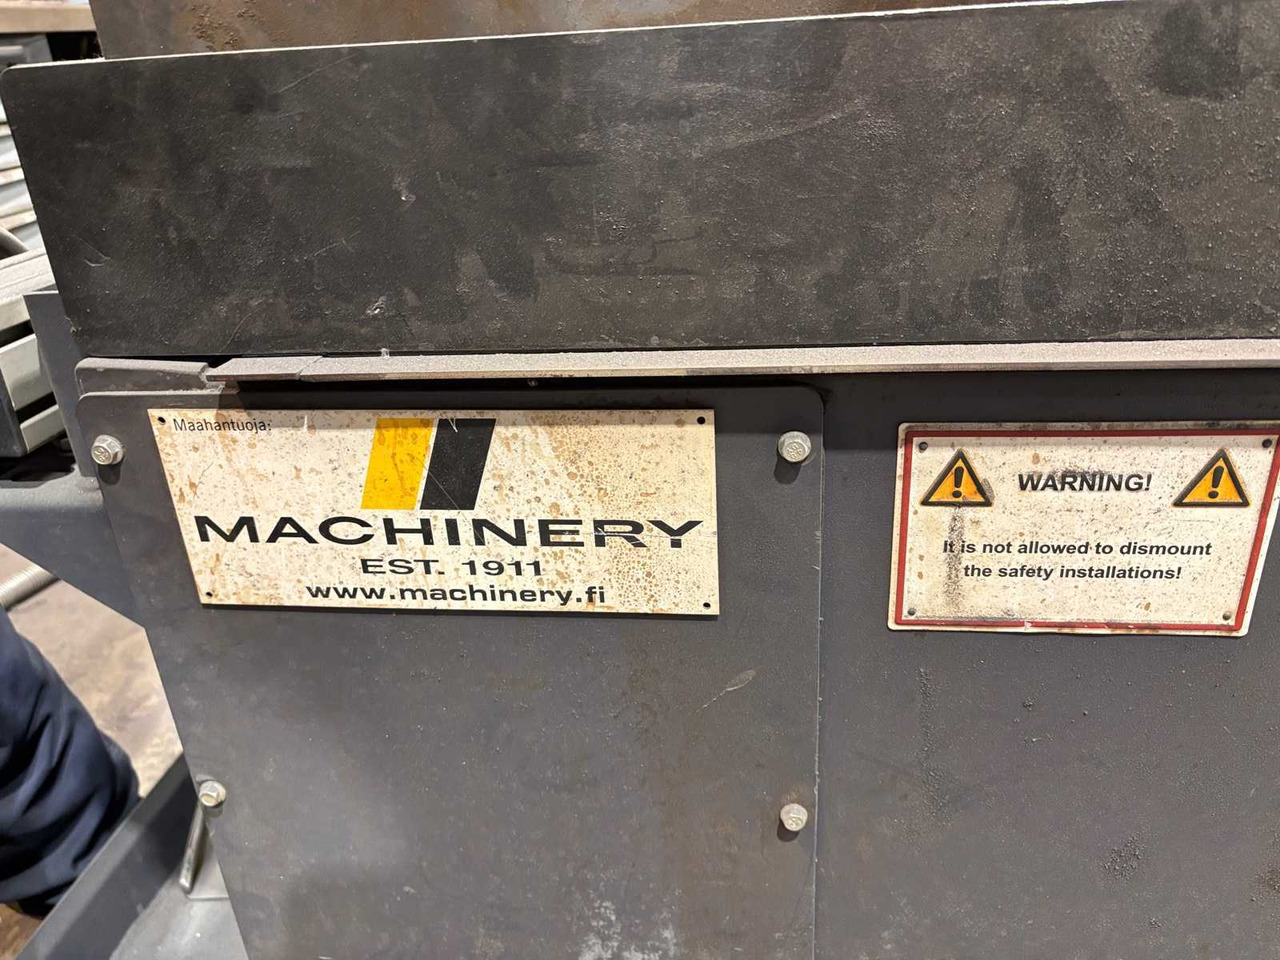 Maahantuoja:
MACHINERY
EST. 1911
www.machinery.fi
WARNING!
It is not allowed to dismount
the safety installations!